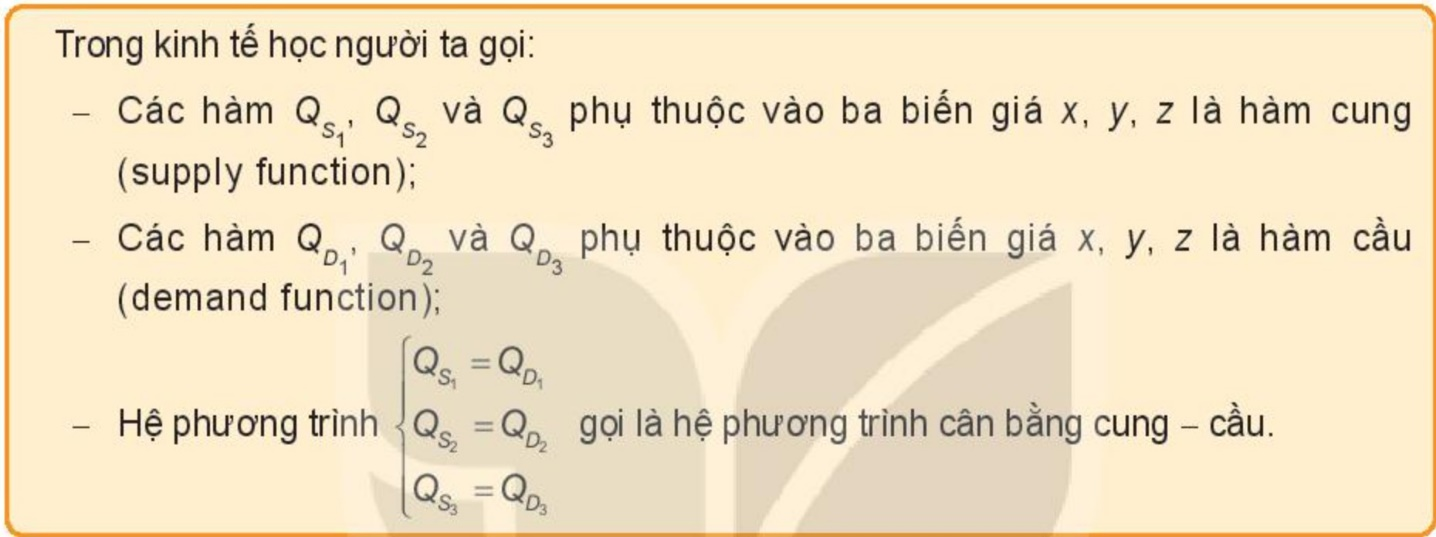 Trong kinh tế học người ta gọi:
– Các hàm Q_{S_1}, Q_{S_2} và Q_{S_3} phụ thuộc vào ba biến giá x, y, z là hàm cung
(supply function);
– Các hàm Q_{D_1}, Q_{D_2} và Q_{D_3} phụ thuộc vào ba biến giá x, y, z là hàm cầu
(demand function);
Q_{S_1} = Q_{D_1}
– Hệ phương trình { Q_{S_2} = Q_{D_2} gọi là hệ phương trình cân bằng cung – cầu.
Q_{S_3} = Q_{D_3}